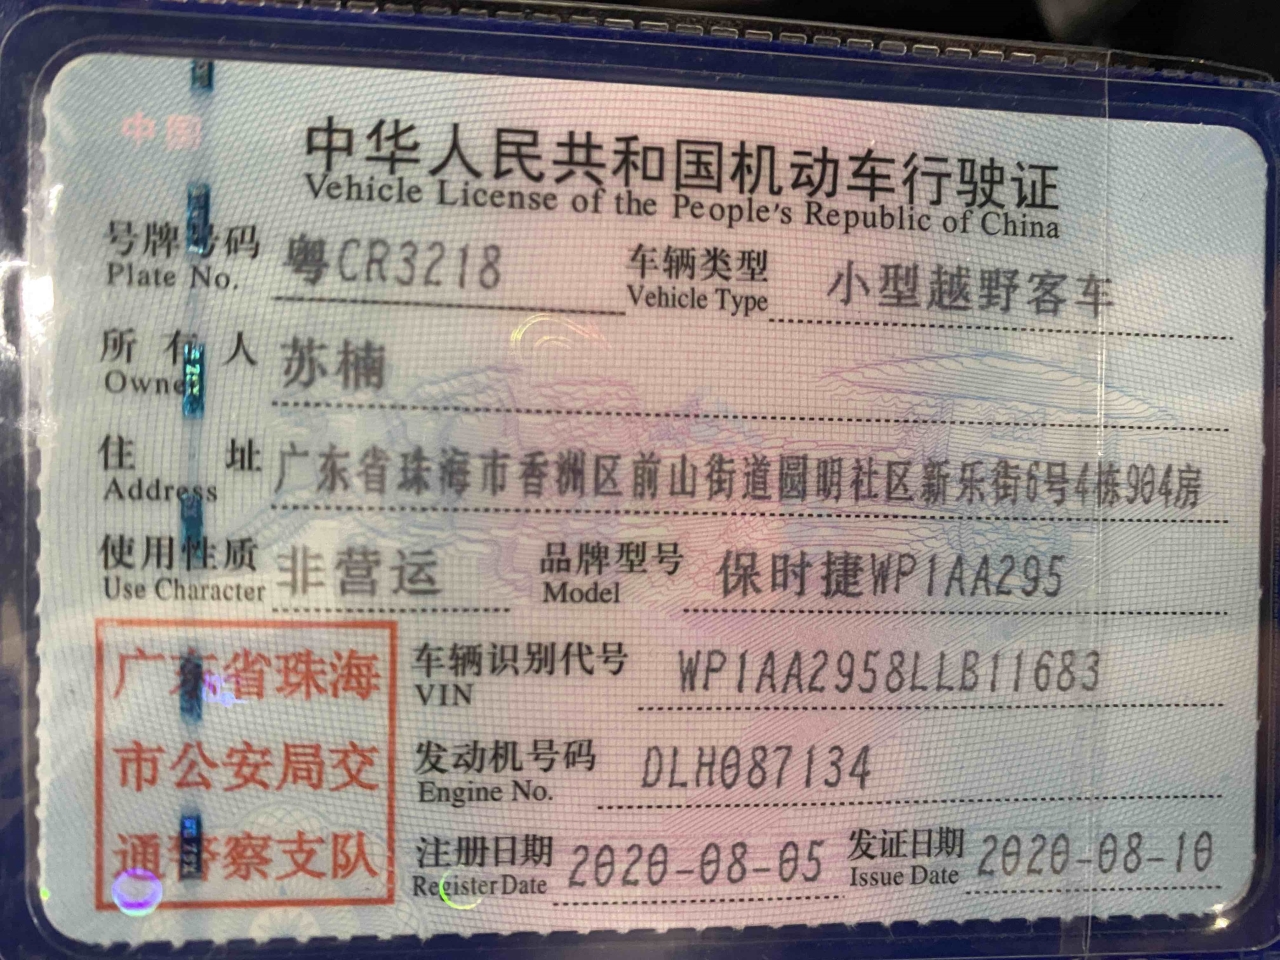 中国
中华人民共和国机动车行驶证
Vehicle License of the People's Republic of China
号牌号码 粤CR3218 车辆类型 小型越野客车
Plate No. Vehicle Type
所有人 苏楠
Owner
住址 广东省珠海市香洲区前山街道圆明社区新乐街6号4栋904房
Address
使用性质 非营运 品牌型号 保时捷WP1AA295
Use Character Model
广东省珠海
市公安局交
通警察支队
车辆识别代号 WP1AA2958LLB11683
VIN
发动机号码 DLH087134
Engine No.
注册日期 2020-08-05 发证日期 2020-08-10
Register Date Issue Date